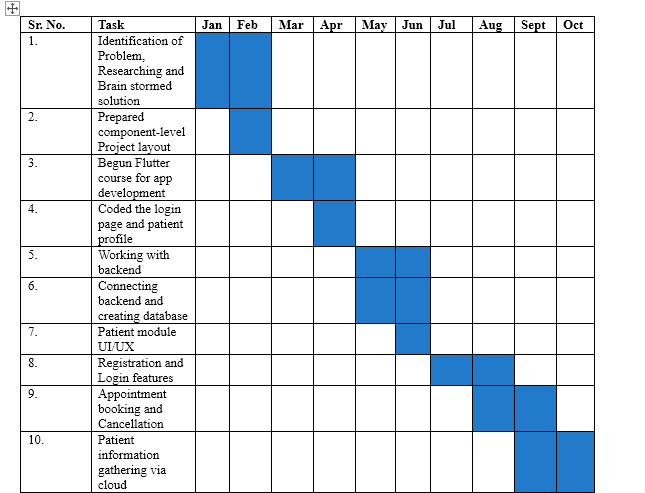 Sr. No. Task Jan Feb Mar Apr May Jun Jul Aug Sept Oct
1. Identification of
Problem,
Researching and
Brain stormed
solution
2. Prepared
component-level
Project layout
3. Begun Flutter
course for app
development
4. Coded the login
page and patient
profile
5. Working with
backend
6. Connecting
backend and
creating database
7. Patient module
UI/UX
8. Registration and
Login features
9. Appointment
booking and
Cancellation
10. Patient
information
gathering via
cloud